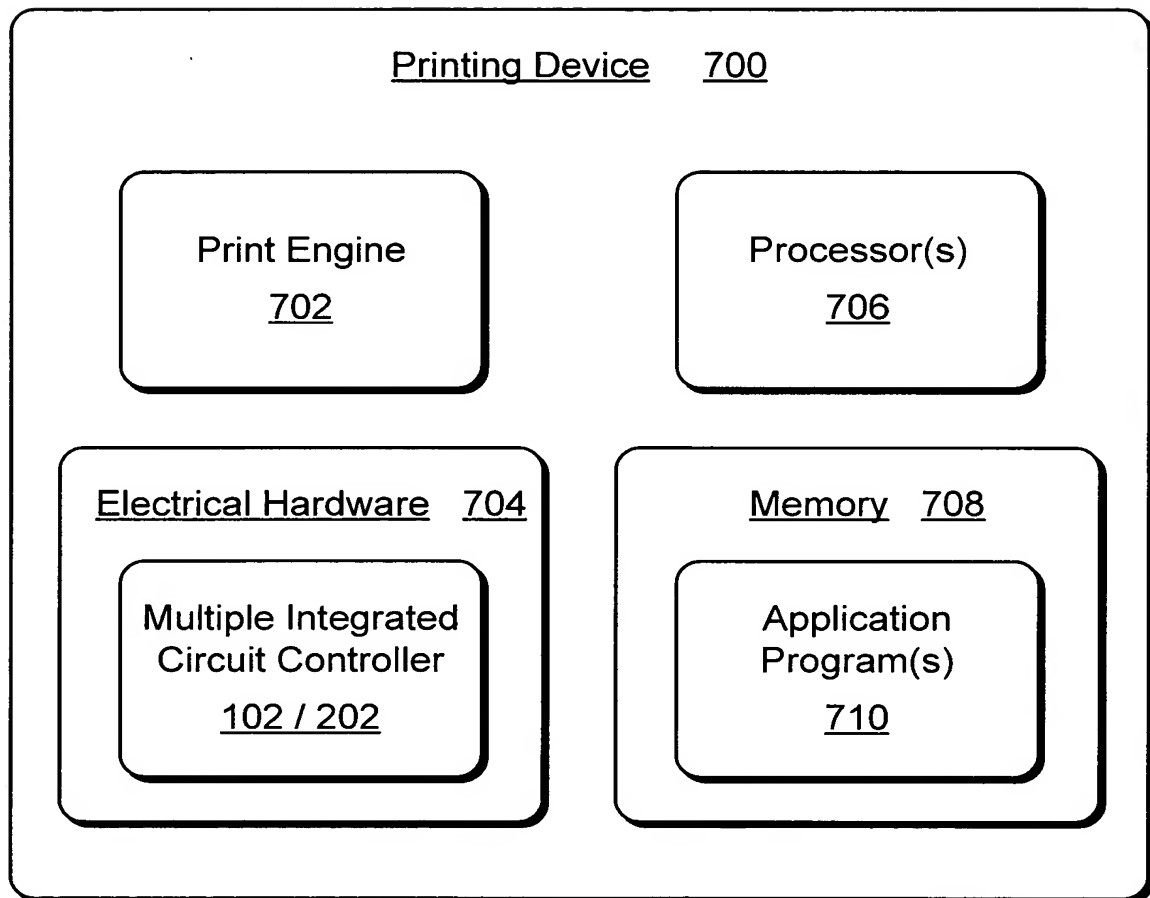 Printing Device 700
Print Engine
702
Processor(s)
706
Electrical Hardware 704
Multiple Integrated
Circuit Controller
102 / 202
Memory 708
Application
Program(s)
710